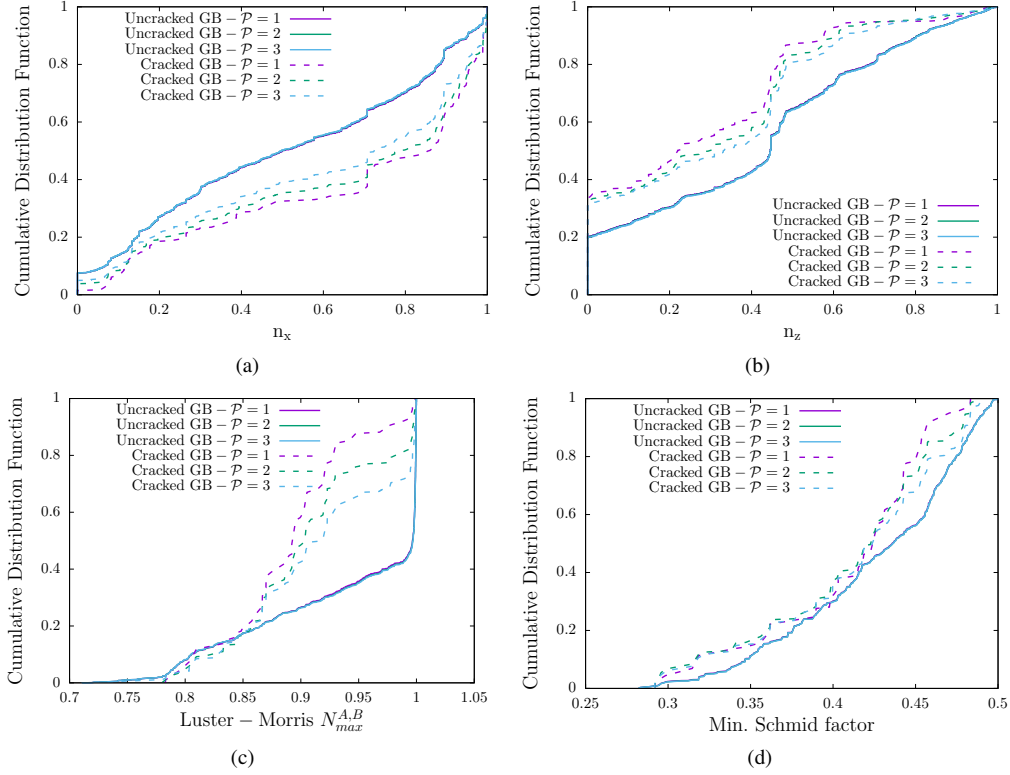 Cumulative Distribution Function
1
0.8
0.6
0.4
0.2
0
Uncracked GB − 𝒫 = 1
Uncracked GB − 𝒫 = 2
Uncracked GB − 𝒫 = 3
Cracked GB − 𝒫 = 1
Cracked GB − 𝒫 = 2
Cracked GB − 𝒫 = 3
0 0.2 0.4 0.6 0.8 1
n_x
(a)
Cumulative Distribution Function
1
0.8
0.6
0.4
0.2
0
Uncracked GB − 𝒫 = 1
Uncracked GB − 𝒫 = 2
Uncracked GB − 𝒫 = 3
Cracked GB − 𝒫 = 1
Cracked GB − 𝒫 = 2
Cracked GB − 𝒫 = 3
0 0.2 0.4 0.6 0.8 1
n_z
(b)
Cumulative Distribution Function
1
0.8
0.6
0.4
0.2
0
Uncracked GB − 𝒫 = 1
Uncracked GB − 𝒫 = 2
Uncracked GB − 𝒫 = 3
Cracked GB − 𝒫 = 1
Cracked GB − 𝒫 = 2
Cracked GB − 𝒫 = 3
0.7 0.75 0.8 0.85 0.9 0.95 1 1.05
Luster − Morris N_{max}^{A,B}
(c)
Cumulative Distribution Function
1
0.8
0.6
0.4
0.2
0
Uncracked GB − 𝒫 = 1
Uncracked GB − 𝒫 = 2
Uncracked GB − 𝒫 = 3
Cracked GB − 𝒫 = 1
Cracked GB − 𝒫 = 2
Cracked GB − 𝒫 = 3
0.25 0.3 0.35 0.4 0.45 0.5
Min. Schmid factor
(d)